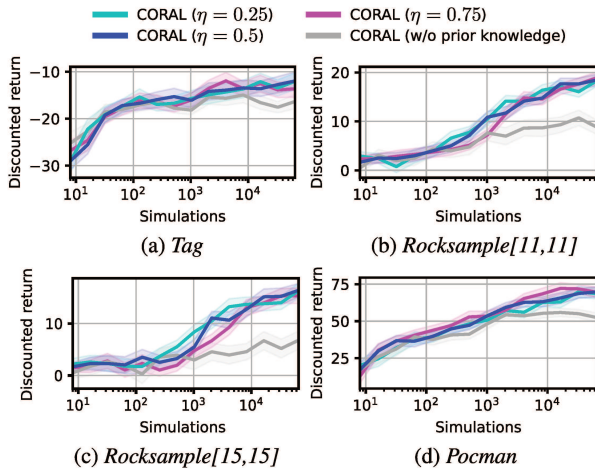 CORAL (η = 0.25) CORAL (η = 0.75)
CORAL (η = 0.5) CORAL (w/o prior knowledge)
Discounted return
−10
−20
−30
10¹ 10² 10³ 10⁴
Simulations
(a) Tag
Discounted return
20
10
0
10¹ 10² 10³ 10⁴
Simulations
(b) Rocksample[11,11]
Discounted return
10
0
10¹ 10² 10³ 10⁴
Simulations
(c) Rocksample[15,15]
Discounted return
75
50
25
10¹ 10² 10³ 10⁴
Simulations
(d) Pocman